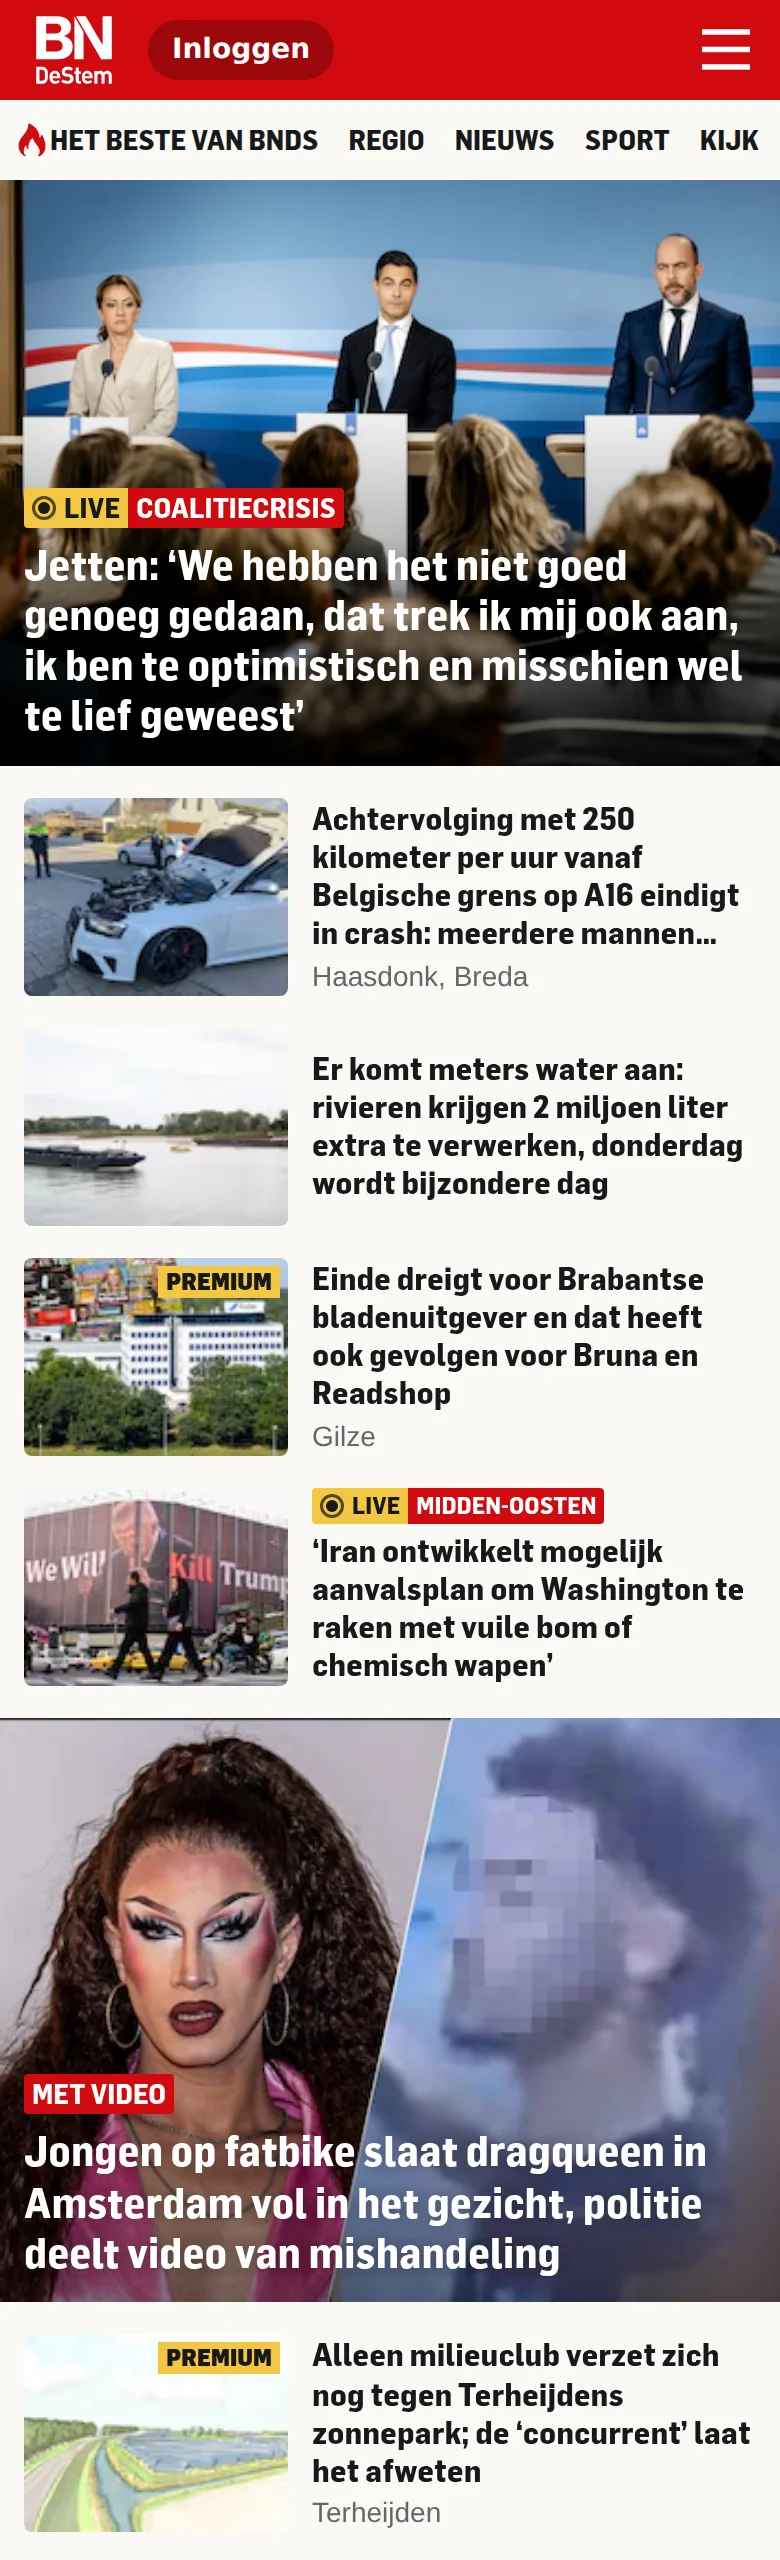 BN
DeStem
Inloggen
HET BESTE VAN BNDS REGIO NIEUWS SPORT KIJK
LIVE COALITIECRISIS
Jetten: ‘We hebben het niet goed
genoeg gedaan, dat trek ik mij ook aan,
ik ben te optimistisch en misschien wel
te lief geweest’
Achtervolging met 250
kilometer per uur vanaf
Belgische grens op A16 eindigt
in crash: meerdere mannen...
Haasdonk, Breda
Er komt meters water aan:
rivieren krijgen 2 miljoen liter
extra te verwerken, donderdag
wordt bijzondere dag
PREMIUM
Einde dreigt voor Brabantse
bladenuitgever en dat heeft
ook gevolgen voor Bruna en
Readshop
Gilze
We Will Kill Trump
LIVE MIDDEN-OOSTEN
‘Iran ontwikkelt mogelijk
aanvalsplan om Washington te
raken met vuile bom of
chemisch wapen’
MET VIDEO
Jongen op fatbike slaat dragqueen in
Amsterdam vol in het gezicht, politie
deelt video van mishandeling
PREMIUM
Alleen milieuclub verzet zich
nog tegen Terheijdens
zonnepark; de ‘concurrent’ laat
het afweten
Terheijden